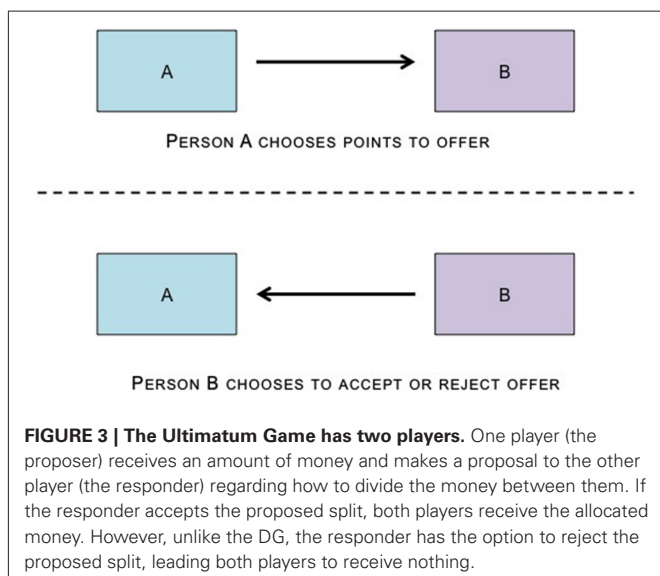 A
B
PERSON A CHOOSES POINTS TO OFFER
A
B
PERSON B CHOOSES TO ACCEPT OR REJECT OFFER
FIGURE 3 | The Ultimatum Game has two players. One player (the
proposer) receives an amount of money and makes a proposal to the other
player (the responder) regarding how to divide the money between them. If
the responder accepts the proposed split, both players receive the allocated
money. However, unlike the DG, the responder has the option to reject the
proposed split, leading both players to receive nothing.